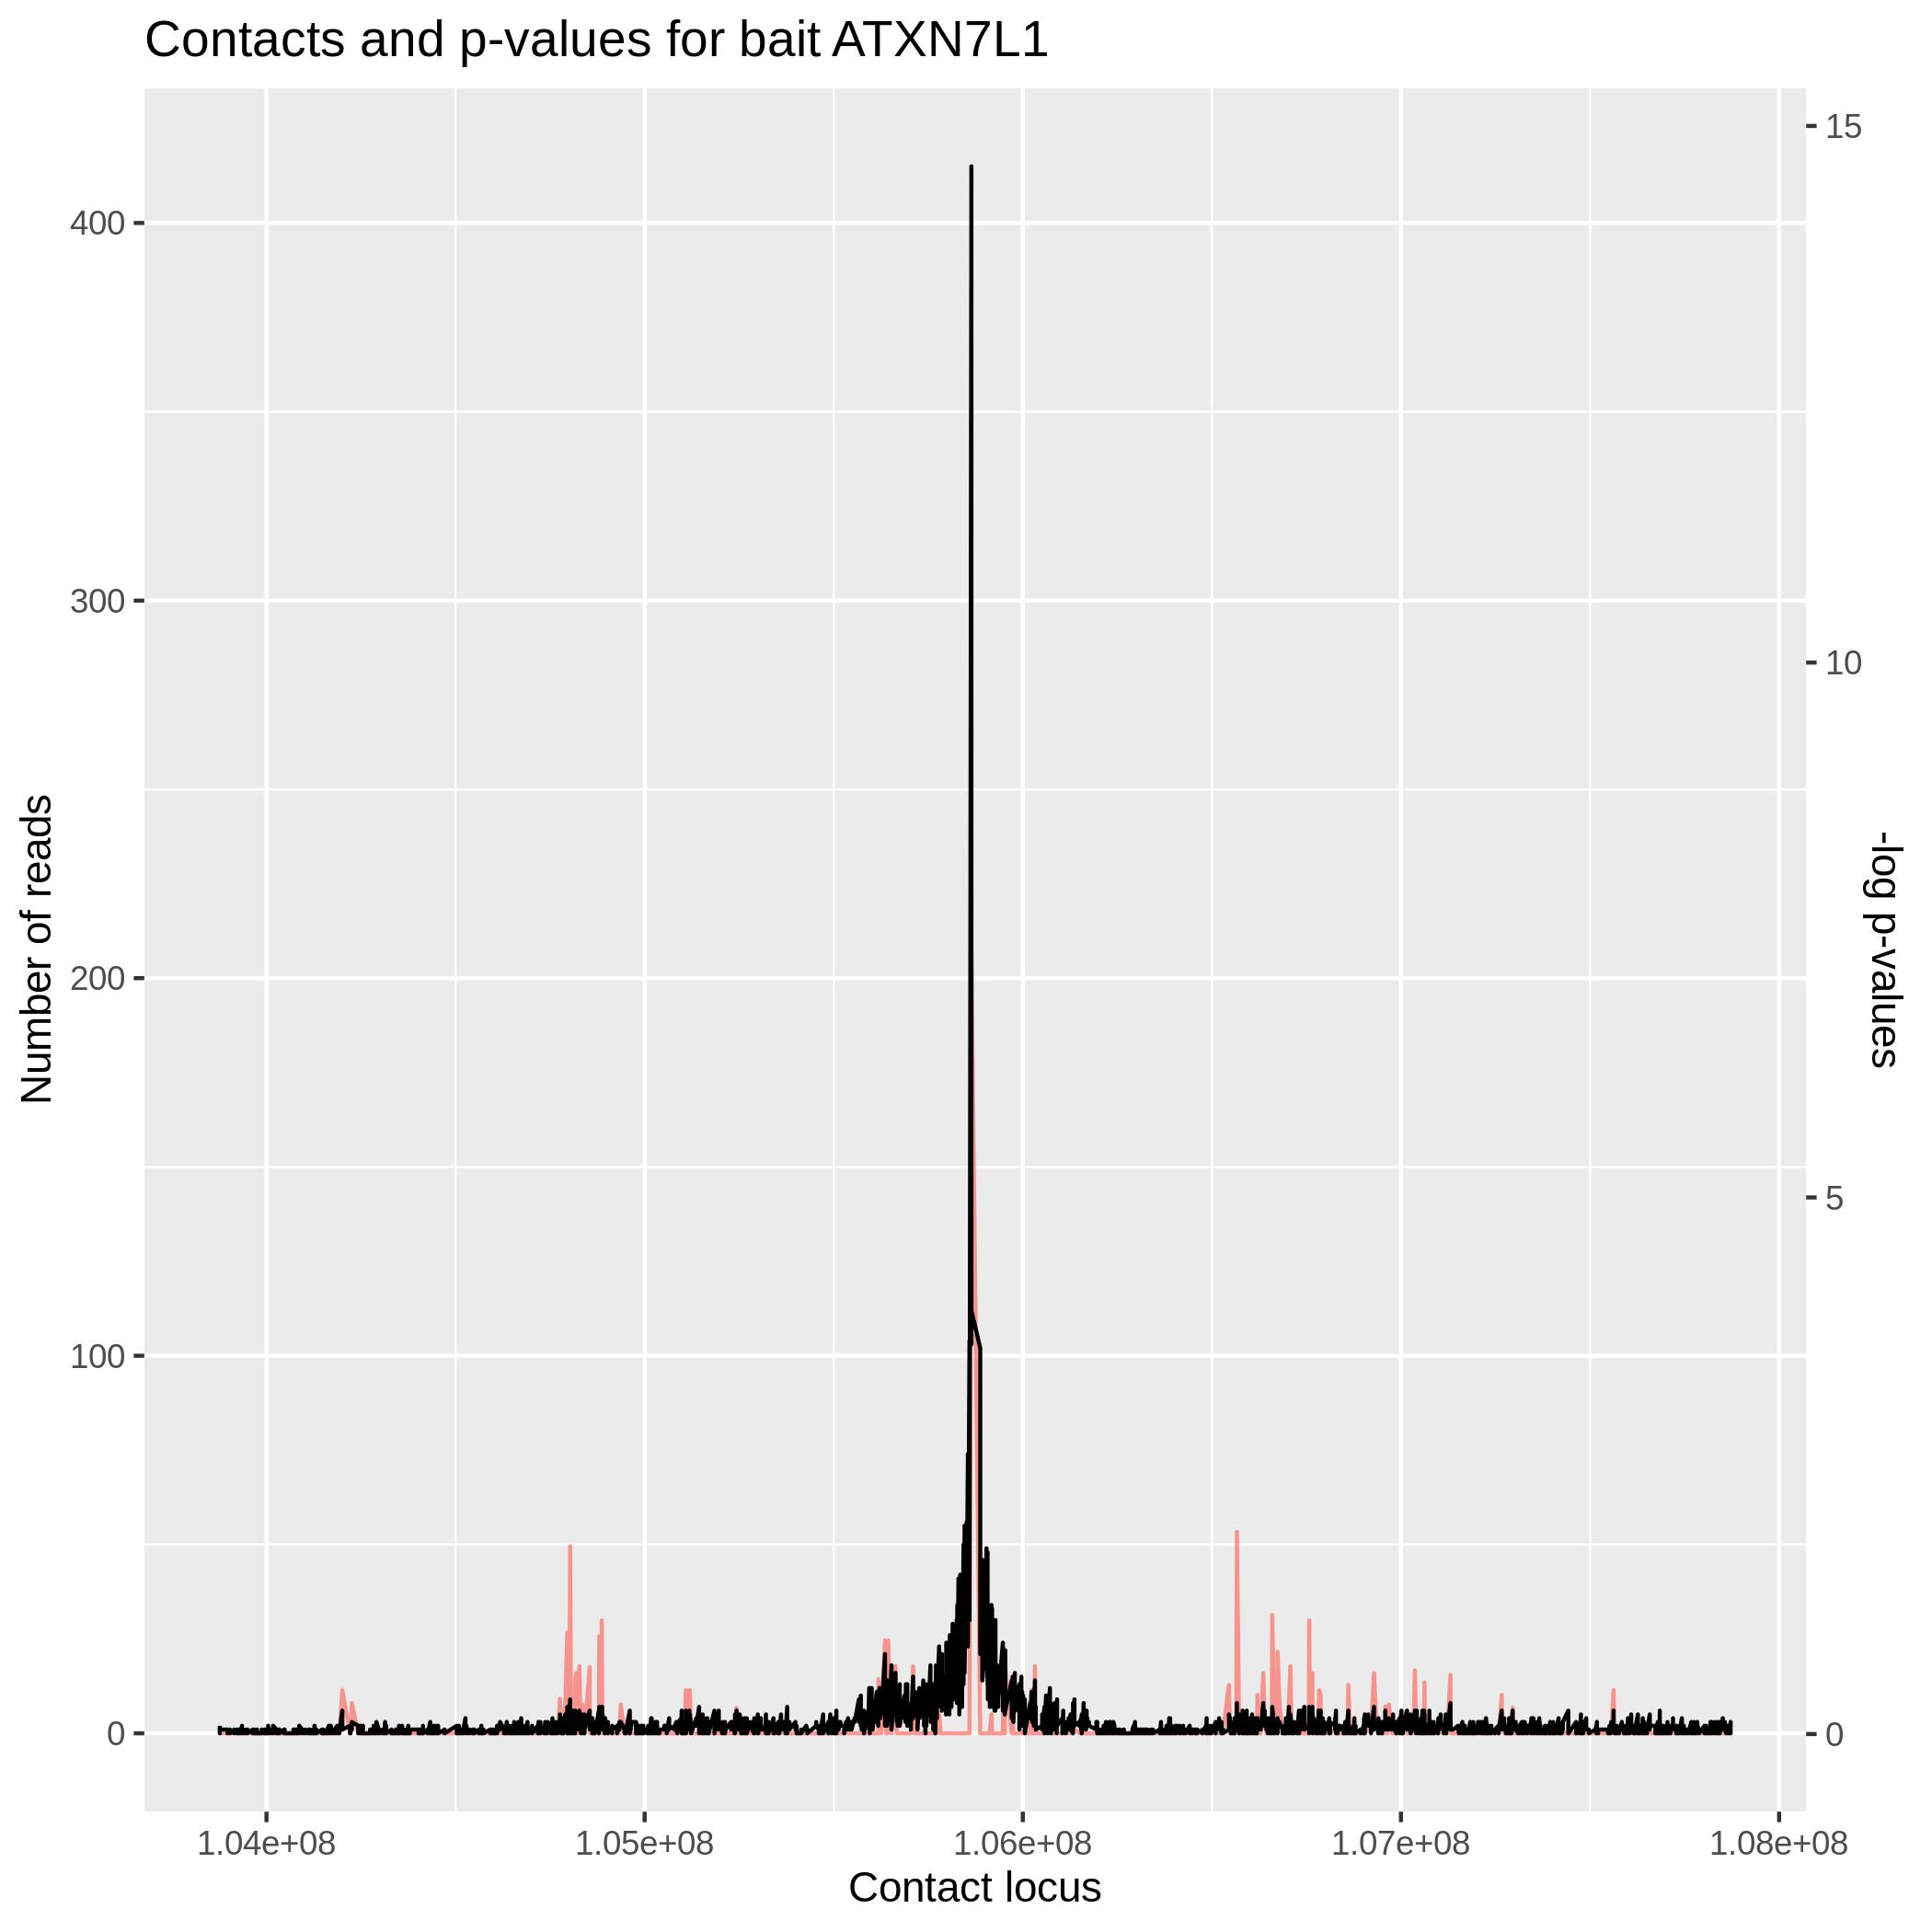 Contacts and p-values for bait ATXN7L1
400
300
200
100
0
Number of reads
15
10
5
0
-log p-values
1.04e+08
1.05e+08
1.06e+08
1.07e+08
1.08e+08
Contact locus